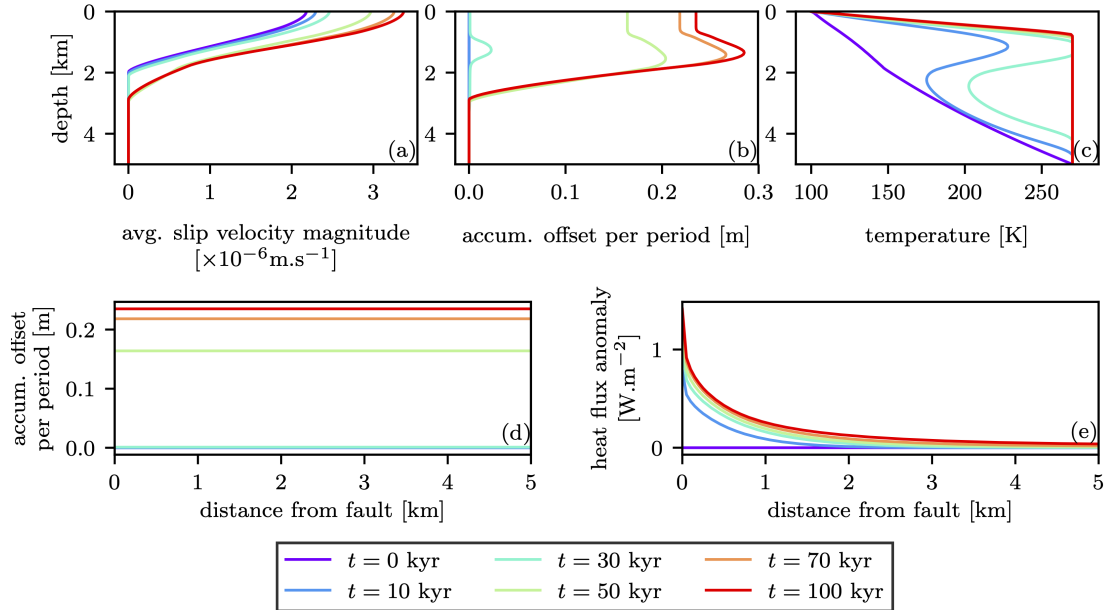 0
2
4
depth [km]
(a)
0 1 2 3
avg. slip velocity magnitude
[×10⁻⁶m.s⁻¹]
0
2
4
(b)
0.0 0.1 0.2 0.3
accum. offset per period [m]
0
2
4
(c)
100 150 200 250
temperature [K]
accum. offset
per period [m]
0.2
0.1
0.0
(d)
0 1 2 3 4 5
distance from fault [km]
heat flux anomaly
[W.m⁻²]
1
0
(e)
0 1 2 3 4 5
distance from fault [km]
t = 0 kyr t = 30 kyr t = 70 kyr
t = 10 kyr t = 50 kyr t = 100 kyr